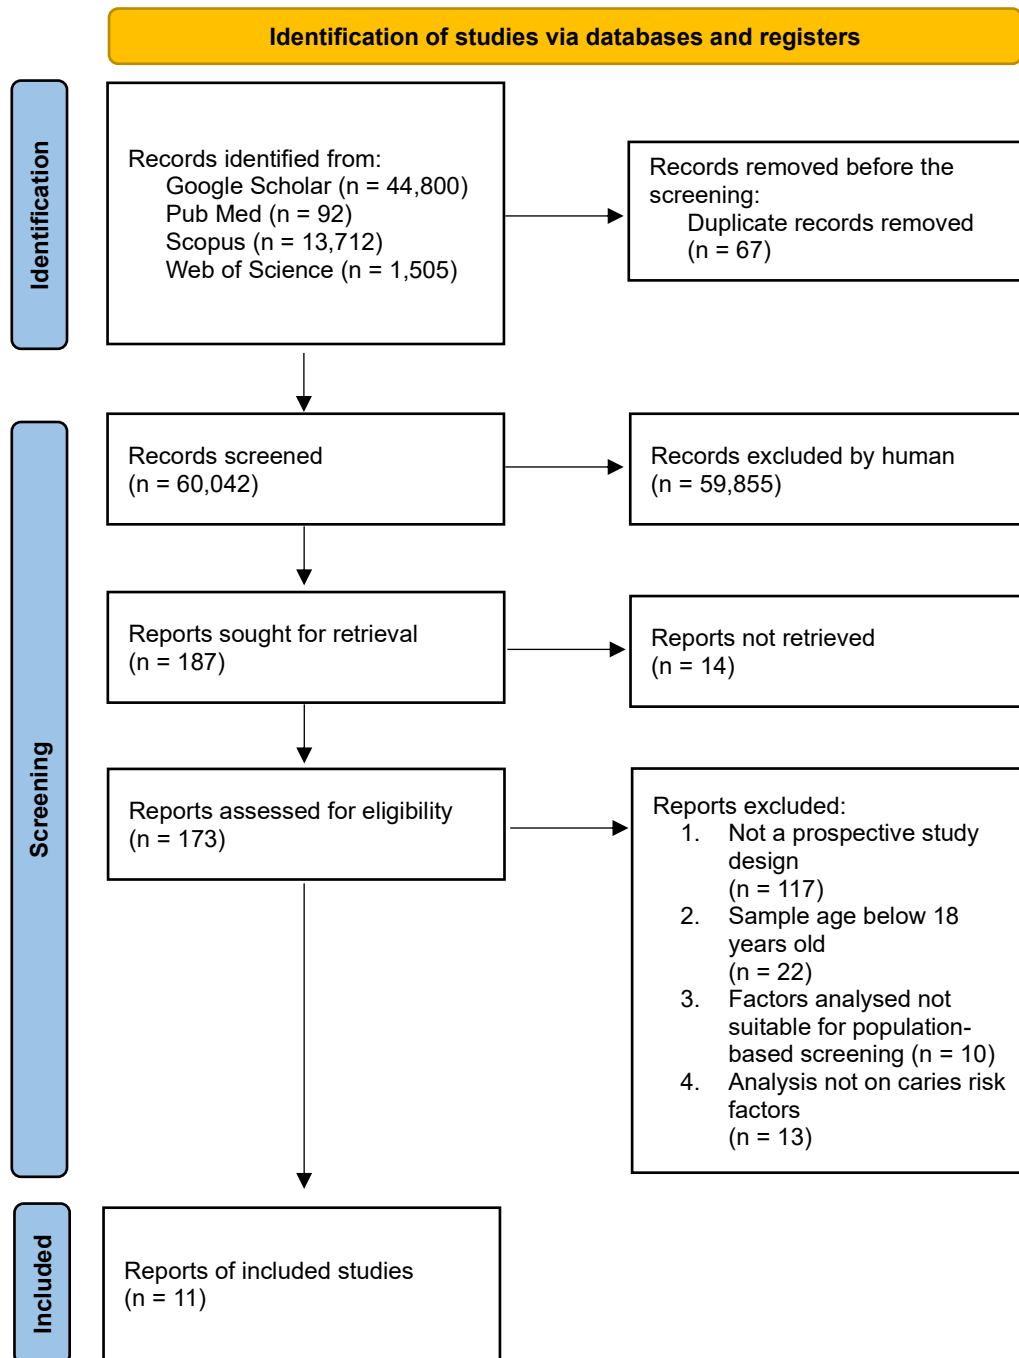 Identification of studies via databases and registers
Identification
Records identified from:
Google Scholar (n = 44,800)
Pub Med (n = 92)
Scopus (n = 13,712)
Web of Science (n = 1,505)
Records removed before the
screening:
Duplicate records removed
(n = 67)
Screening
Records screened
(n = 60,042)
Records excluded by human
(n = 59,855)
Reports sought for retrieval
(n = 187)
Reports not retrieved
(n = 14)
Reports assessed for eligibility
(n = 173)
Reports excluded:
1. Not a prospective study
design
(n = 117)
2. Sample age below 18
years old
(n = 22)
3. Factors analysed not
suitable for population-
based screening (n = 10)
4. Analysis not on caries risk
factors
(n = 13)
Included
Reports of included studies
(n = 11)